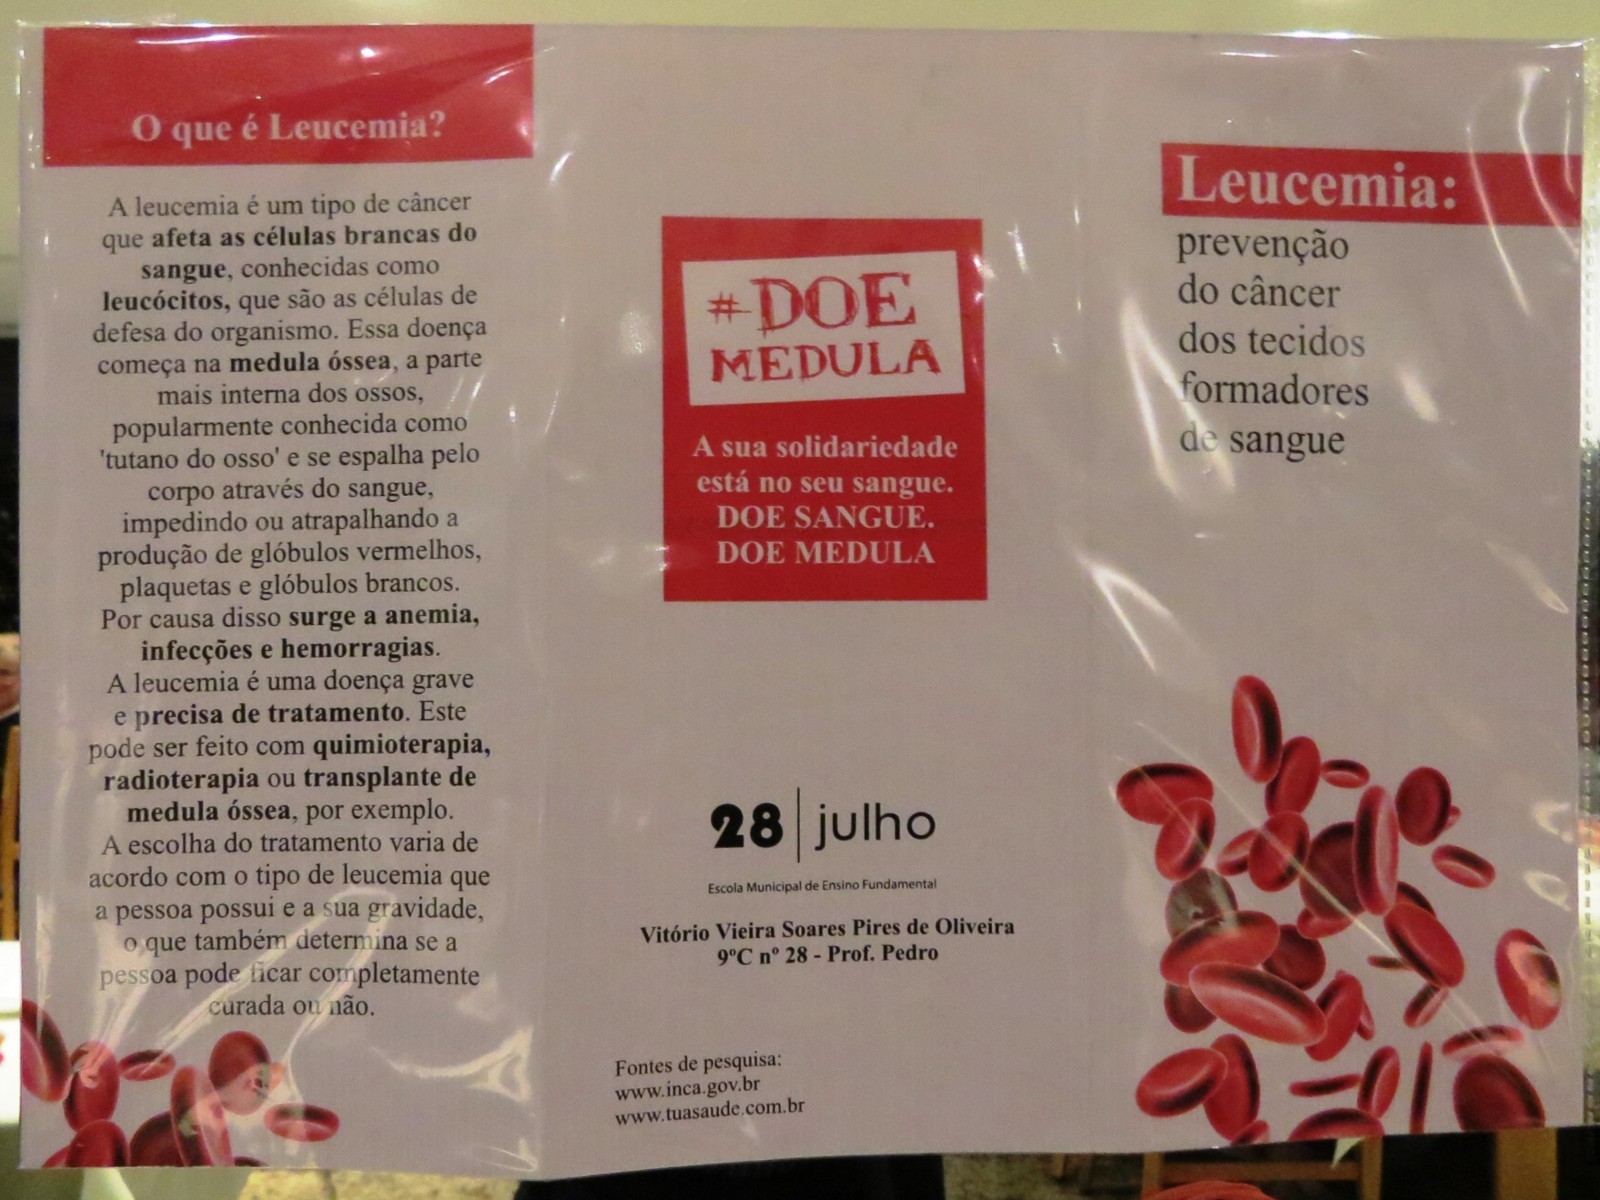 O que é Leucemia?
A leucemia é um tipo de câncer
que afeta as células brancas do
sangue, conhecidas como
leucócitos, que são as células de
defesa do organismo. Essa doença
começa na medula óssea, a parte
mais interna dos ossos,
popularmente conhecida como
'tutano do osso' e se espalha pelo
corpo através do sangue,
impedindo ou atrapalhando a
produção de glóbulos vermelhos,
plaquetas e glóbulos brancos.
Por causa disso surge a anemia,
infecções e hemorragias.
A leucemia é uma doença grave
e precisa de tratamento. Este
pode ser feito com quimioterapia,
radioterapia ou transplante de
medula óssea, por exemplo.
A escolha do tratamento varia de
acordo com o tipo de leucemia que
a pessoa possui e a sua gravidade,
o que também determina se a
pessoa pode ficar completamente
curada ou não.
#DOE
MEDULA
A sua solidariedade
está no seu sangue.
DOE SANGUE.
DOE MEDULA
28 | julho
Escola Municipal de Ensino Fundamental
Vitório Vieira Soares Pires de Oliveira
9ºC nº 28 - Prof. Pedro
Fontes de pesquisa:
www.inca.gov.br
www.tuasaude.com.br
Leucemia:
prevenção
do câncer
dos tecidos
formadores
de sangue